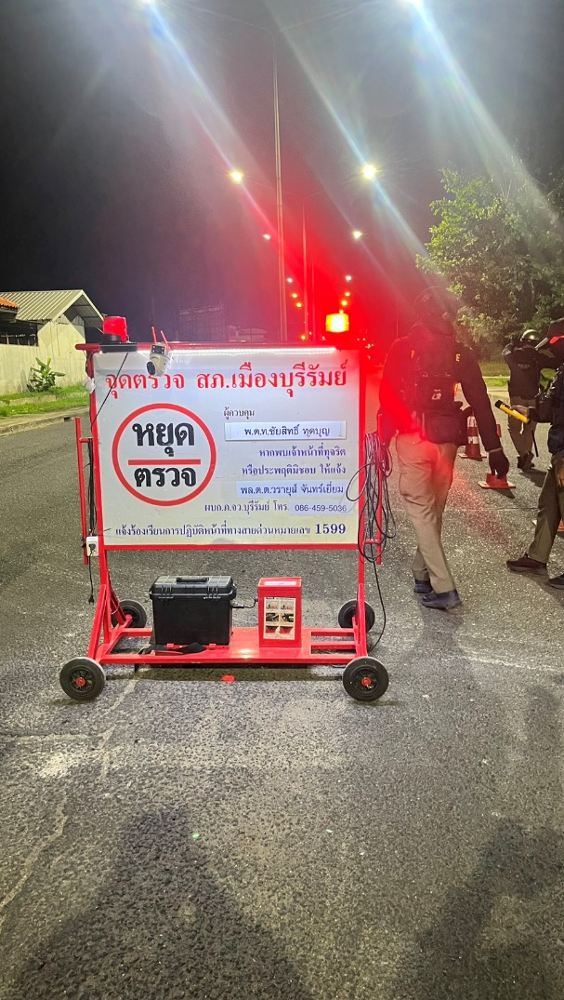 จุดตรวจ สภ.เมืองบุรีรัมย์
หยุด
ตรวจ
ผู้ควบคุม
พ.ต.ท.ชัยสิทธิ์ ทุดบุญ
หากพบเจ้าหน้าที่ทุจริต
หรือประพฤติมิชอบ ให้แจ้ง
พล.ต.ต.วรายุส์ จันทร์เยี่ยม
ผบก.ภ.จว.บุรีรัมย์ โทร. 086-459-5036
แจ้งร้องเรียนการปฏิบัติหน้าที่ทางสายด่วนหมายเลข 1599